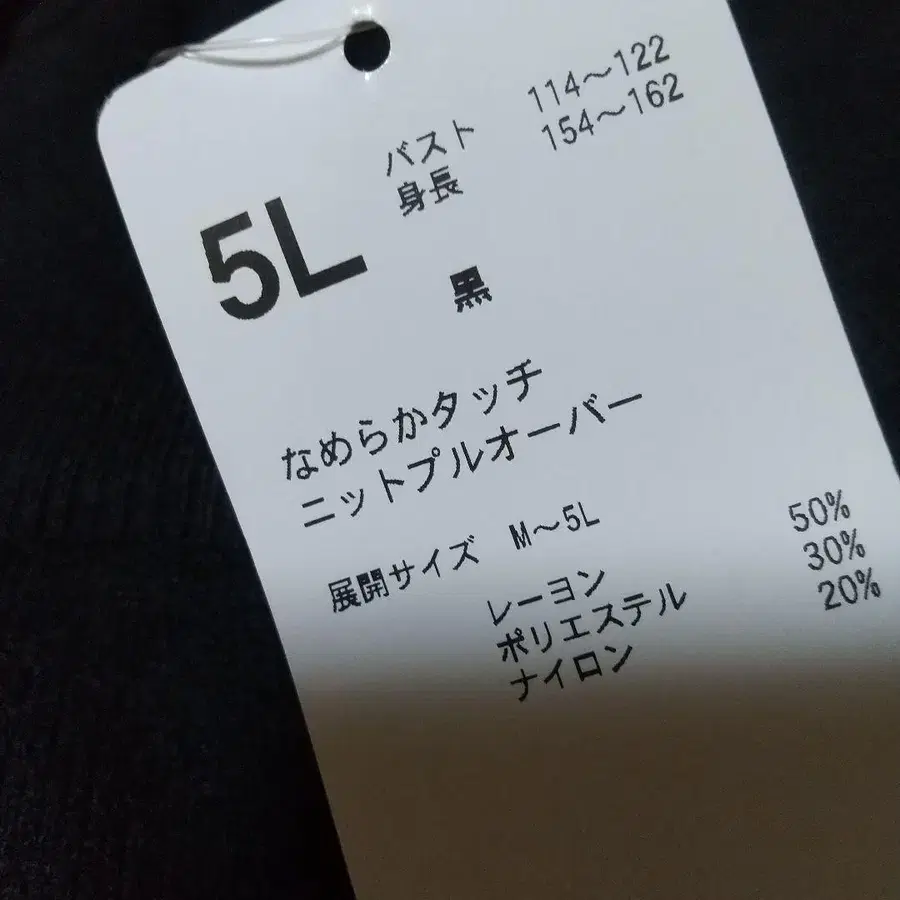 5L
バスト 114～122
身長 154～162
黒
なめらかタッチ
ニットプルオーバー
展開サイズ M～5L
レーヨン 50%
ポリエステル 30%
ナイロン 20%